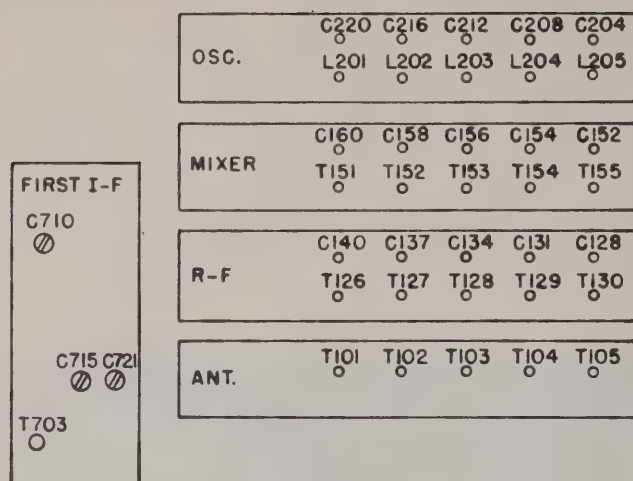 C220 C216 C212 C208 C204
OSC.
L201 L202 L203 L204 L205
C160 C158 C156 C154 C152
MIXER
T151 T152 T153 T154 T155
FIRST I-F
C710
C140 C137 C134 C131 C128
R-F
T126 T127 T128 T129 T130
C715 C721
T101 T102 T103 T104 T105
ANT.
T703